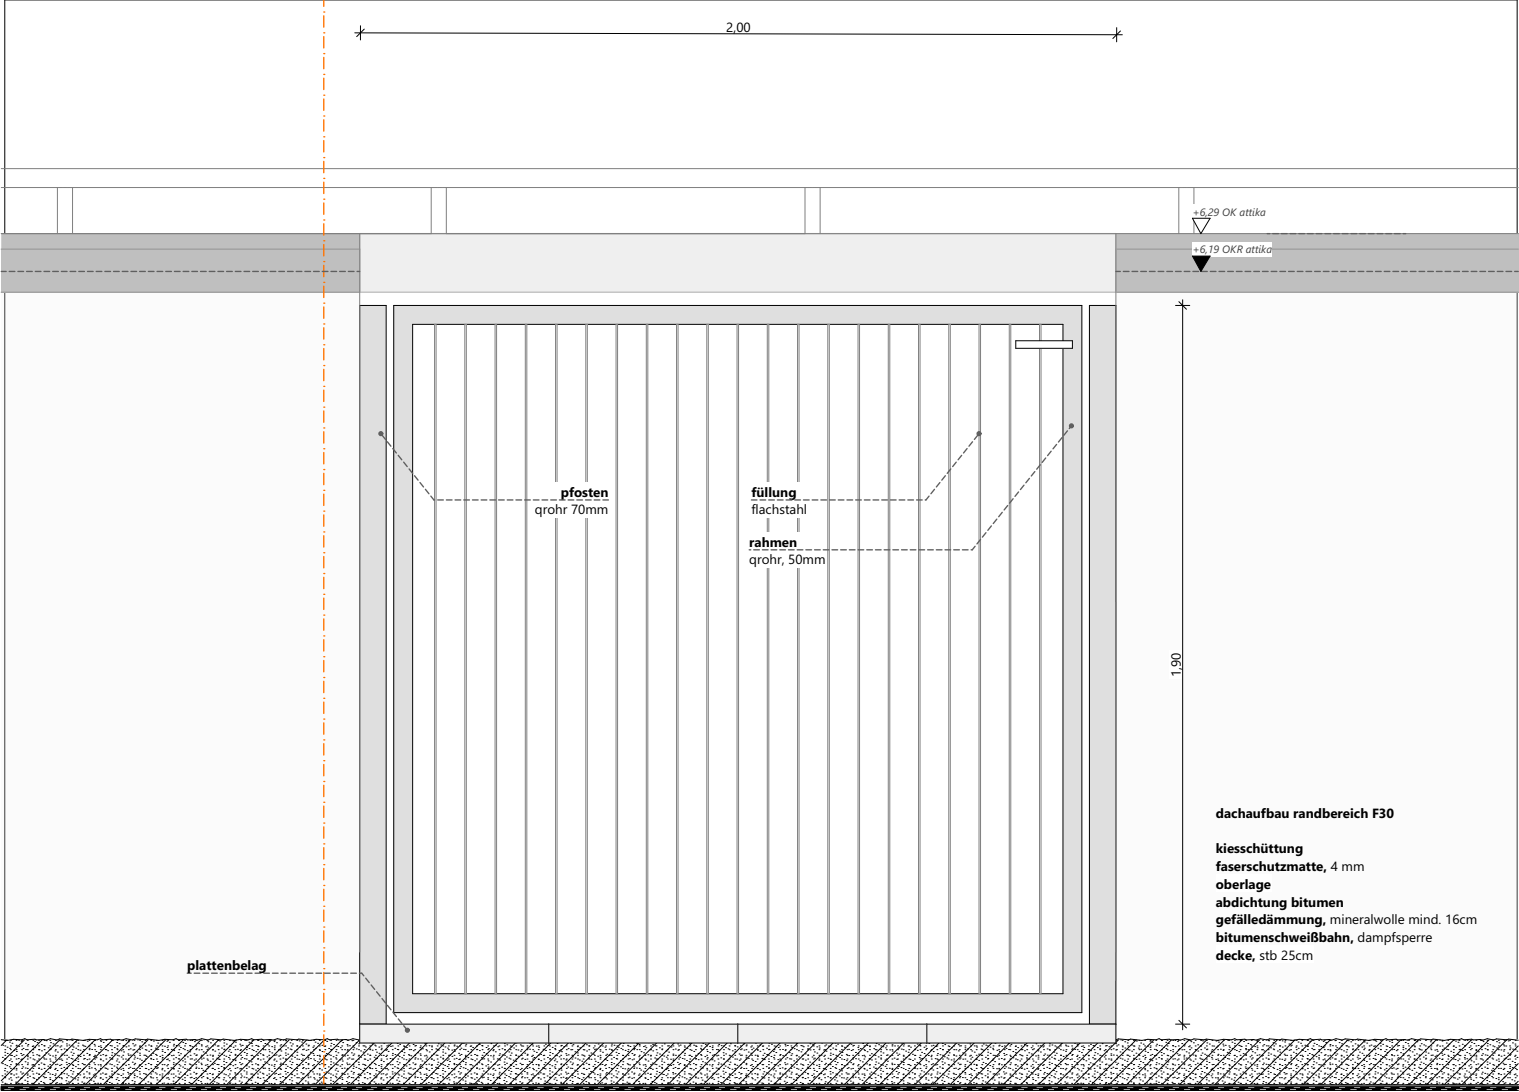 2,00
+6,29 OK attika
+6,19 OKR attika
pfosten
qrohr 70mm
füllung
flachstahl
rahmen
qrohr, 50mm
1,90
dachaufbau randbereich F30
kiesschüttung
faserschutzmatte, 4 mm
oberlage
abdichtung bitumen
gefälledämmung, mineralwolle mind. 16cm
bitumenschweißbahn, dampfsperre
decke, stb 25cm
plattenbelag